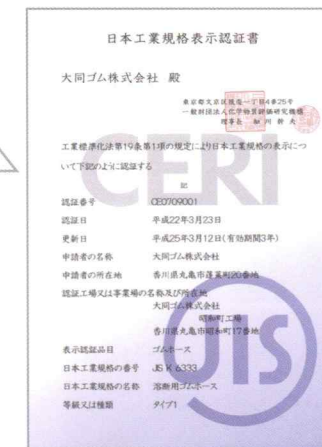 日本工業規格表示認証書
大同ゴム株式会社 殿
東京都文京区後楽一丁目4番25号
一般財団法人化学物質評価研究機構
理事長
工業標準化法第19条第1項の規定により日本工業規格の表示につ
いて下記のように認証する
記
認証番号 CE0709001
認証日 平成22年3月23日
更新日 平成25年3月12日(有効期間3年)
申請者の名称 大同ゴム株式会社
申請者の所在地 香川県丸亀市蓬莱町20番地
認証工場又は事業場の名称及び所在地
大同ゴム株式会社
昭和町工場
香川県丸亀市昭和町17番地
表示認証品目 ゴムホース
日本工業規格の番号 JIS K 6333
日本工業規格の名称 溶断用ゴムホース
等級又は種類 タイプ1
CERI
JIS